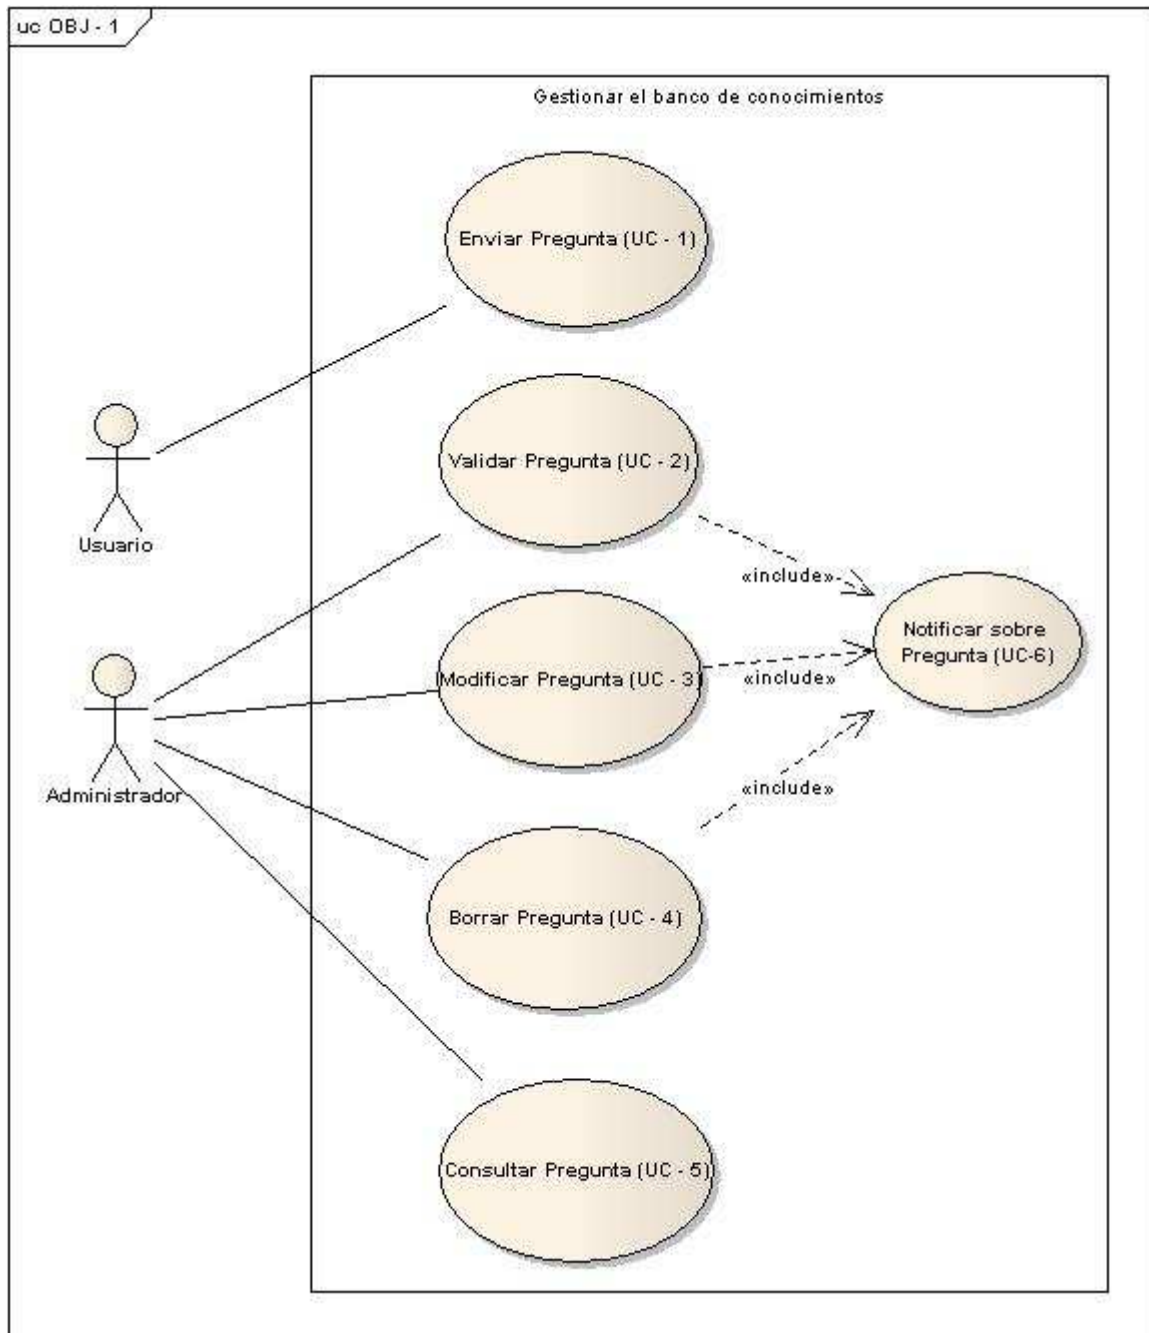 uc OBJ - 1
Gestionar el banco de conocimientos
Enviar Pregunta (UC - 1)
Validar Pregunta (UC - 2)
Usuario
«include»
Notificar sobre
Pregunta (UC-6)
Modificar Pregunta (UC - 3)
«include»
Administrador
«include»
Borrar Pregunta (UC - 4)
Consultar Pregunta (UC - 5)